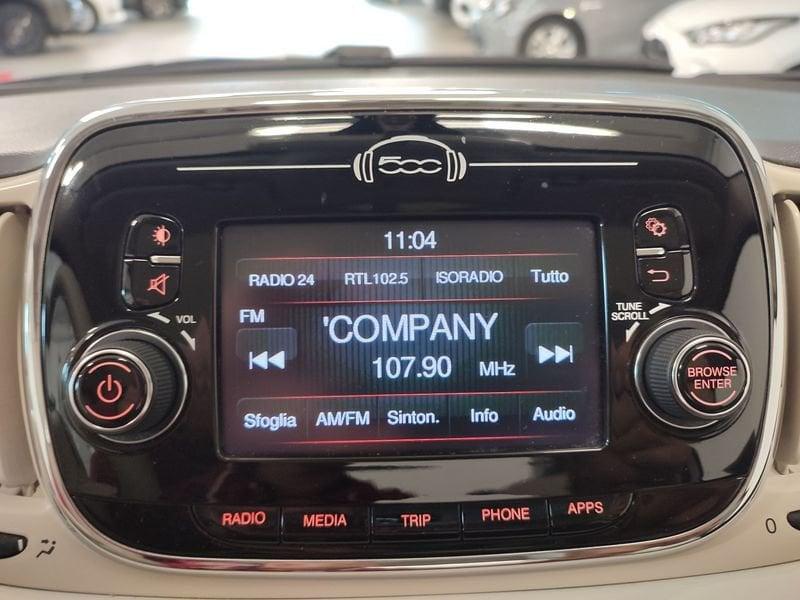 500
11:04
RADIO 24 RTL102.5 ISORADIO Tutto
FM
'COMPANY
107.90 MHz
Sfoglia AM/FM Sinton. Info Audio
VOL
TUNE
SCROLL
BROWSE
ENTER
RADIO MEDIA TRIP PHONE APPS
0